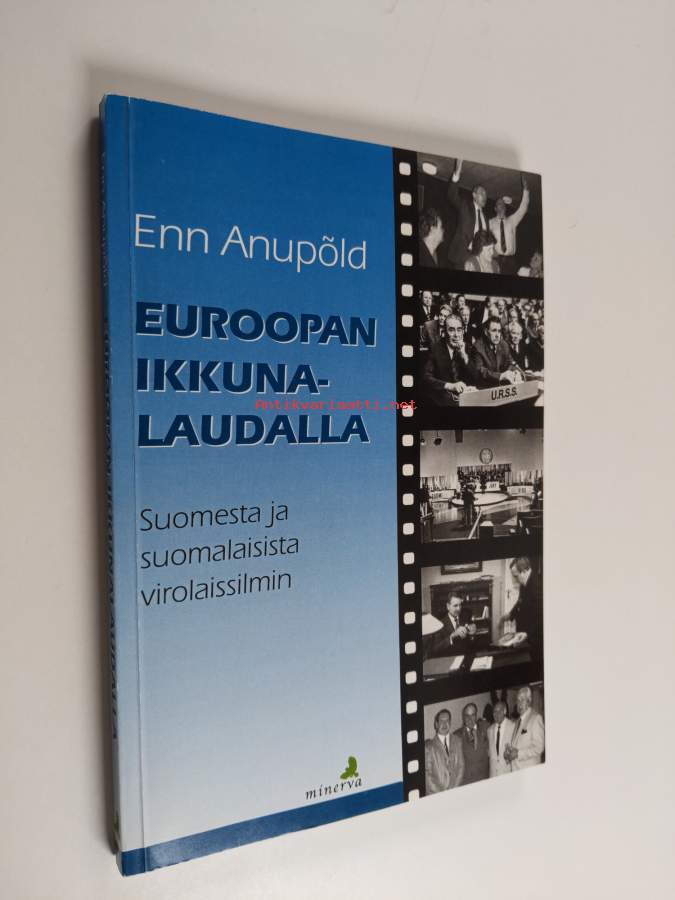 Enn Anupõld
EUROOPAN
IKKUNA-
Antikvariaatti.net
LAUDALLA
Suomesta ja
suomalaisista
virolaissilmin
U.R.S.S.
minerva